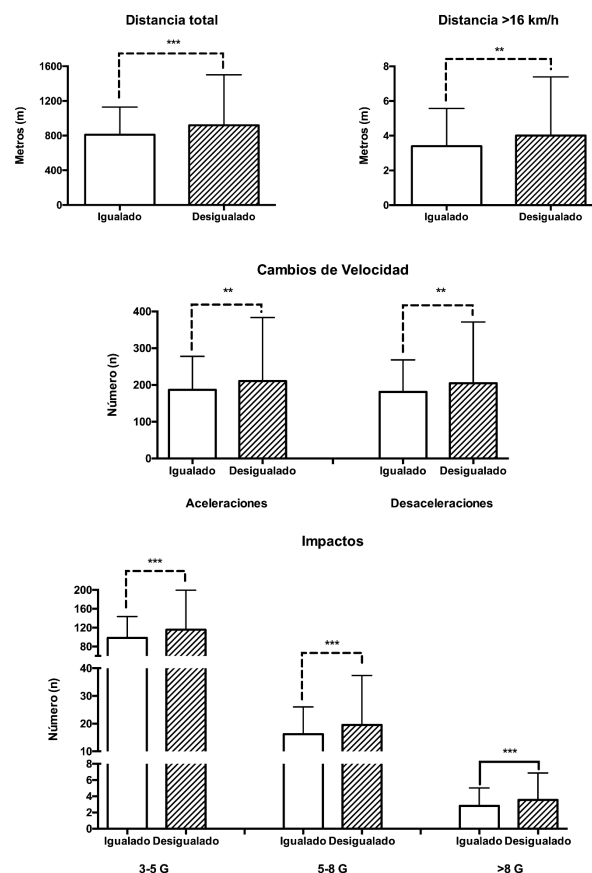 Distancia total
Distancia >16 km/h
***
**
Metros (m)
1600
1200
800
400
0
Igualado Desigualado
Metros (m)
8
6
4
2
0
Igualado Desigualado
Cambios de Velocidad
** **
Número (n)
400
300
200
100
0
Igualado Desigualado Igualado Desigualado
Aceleraciones Desaceleraciones
Impactos
***
***
***
Número (n)
200
160
120
80
40
30
20
10
8
6
4
2
0
Igualado Desigualado Igualado Desigualado Igualado Desigualado
3-5 G 5-8 G >8 G